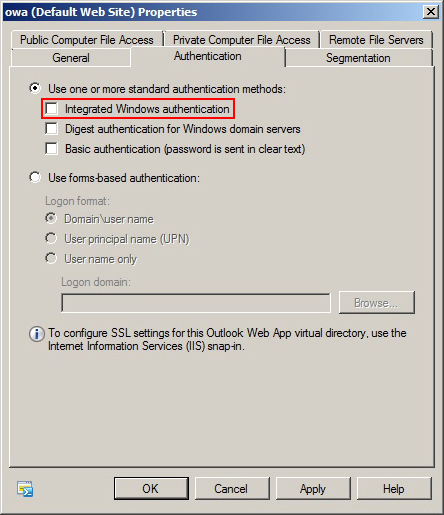 owa (Default Web Site) Properties
Public Computer File Access Private Computer File Access Remote File Servers
General Authentication Segmentation
Use one or more standard authentication methods:
Integrated Windows authentication
Digest authentication for Windows domain servers
Basic authentication (password is sent in clear text)
Use forms-based authentication:
Logon format:
Domain\user name
User principal name (UPN)
User name only
Logon domain:
Browse...
To configure SSL settings for this Outlook Web App virtual directory, use the
Internet Information Services (IIS) snap-in.
OK Cancel Apply Help